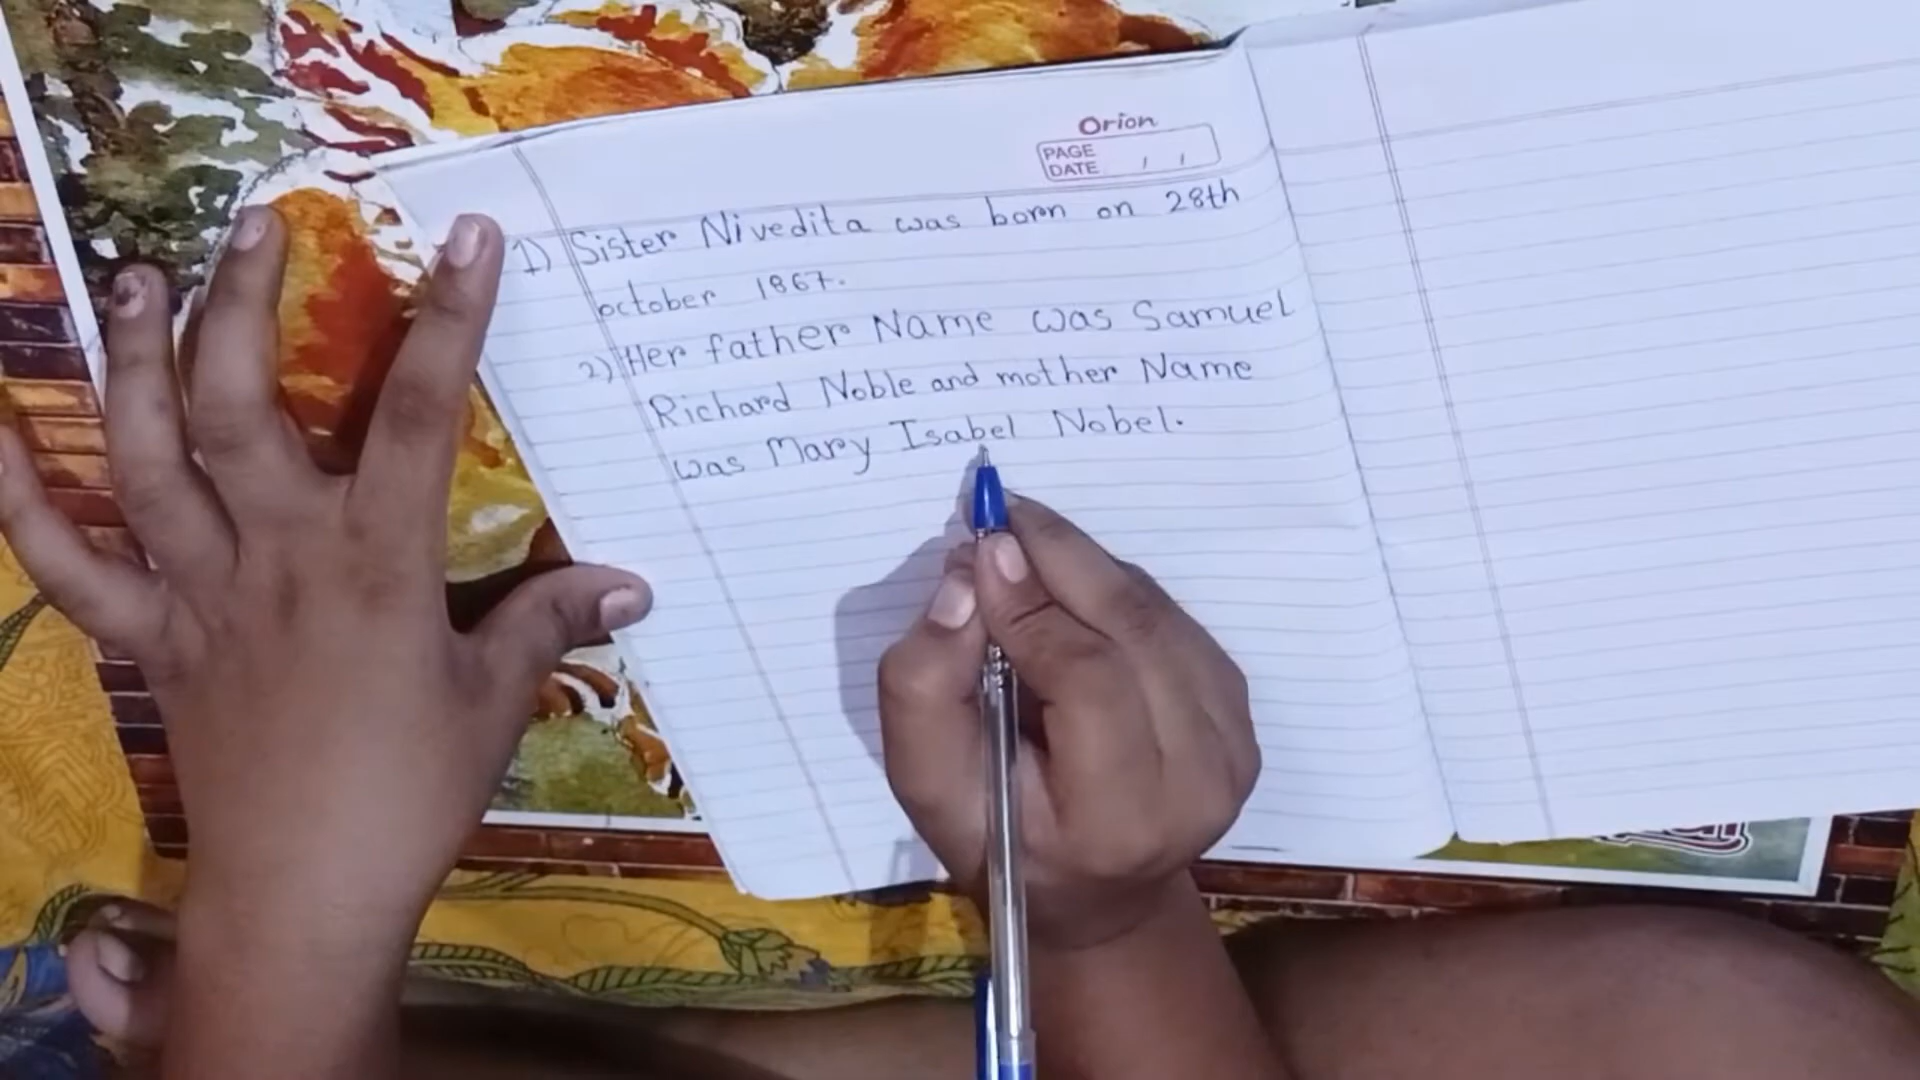 Orion
PAGE
DATE / /
1) Sister Nivedita was born on 28th
october 1867.
2) Her father Name was Samuel
Richard Noble and mother Name
was Mary Isabel Nobel.